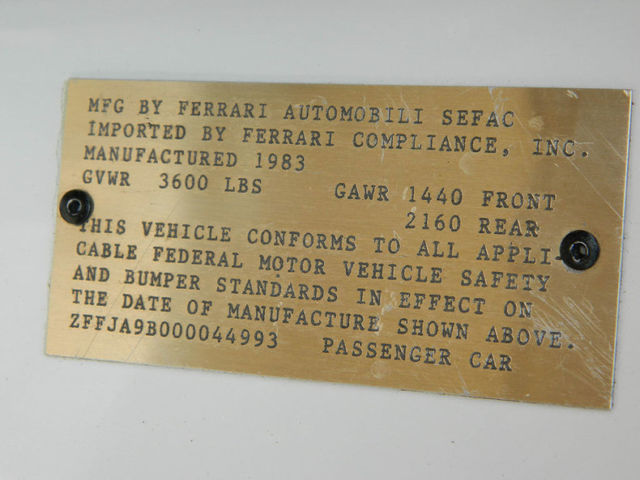 MFG BY FERRARI AUTOMOBILI SEFAC
IMPORTED BY FERRARI COMPLIANCE, INC.
MANUFACTURED 1983
GVWR 3600 LBS GAWR 1440 FRONT
2160 REAR
THIS VEHICLE CONFORMS TO ALL APPLI-
CABLE FEDERAL MOTOR VEHICLE SAFETY
AND BUMPER STANDARDS IN EFFECT ON
THE DATE OF MANUFACTURE SHOWN ABOVE.
ZFFJA9B000044993 PASSENGER CAR